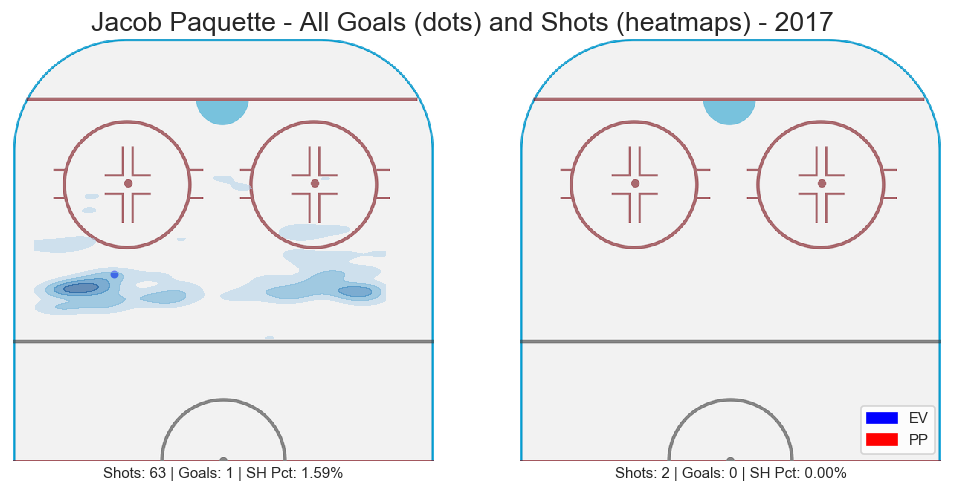 Jacob Paquette - All Goals (dots) and Shots (heatmaps) - 2017
EV
PP
Shots: 63 | Goals: 1 | SH Pct: 1.59%
Shots: 2 | Goals: 0 | SH Pct: 0.00%